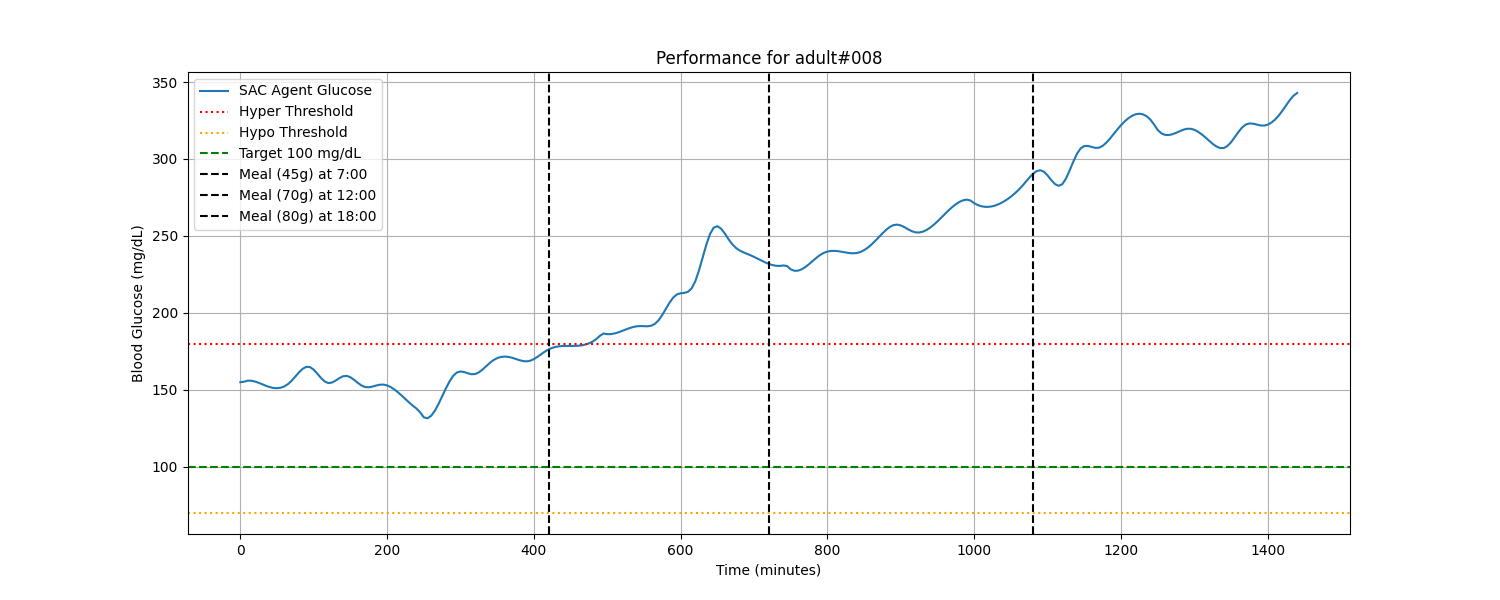 Performance for adult#008
350
300
250
200
150
100
Blood Glucose (mg/dL)
SAC Agent Glucose
Hyper Threshold
Hypo Threshold
Target 100 mg/dL
Meal (45g) at 7:00
Meal (70g) at 12:00
Meal (80g) at 18:00
0 200 400 600 800 1000 1200 1400
Time (minutes)